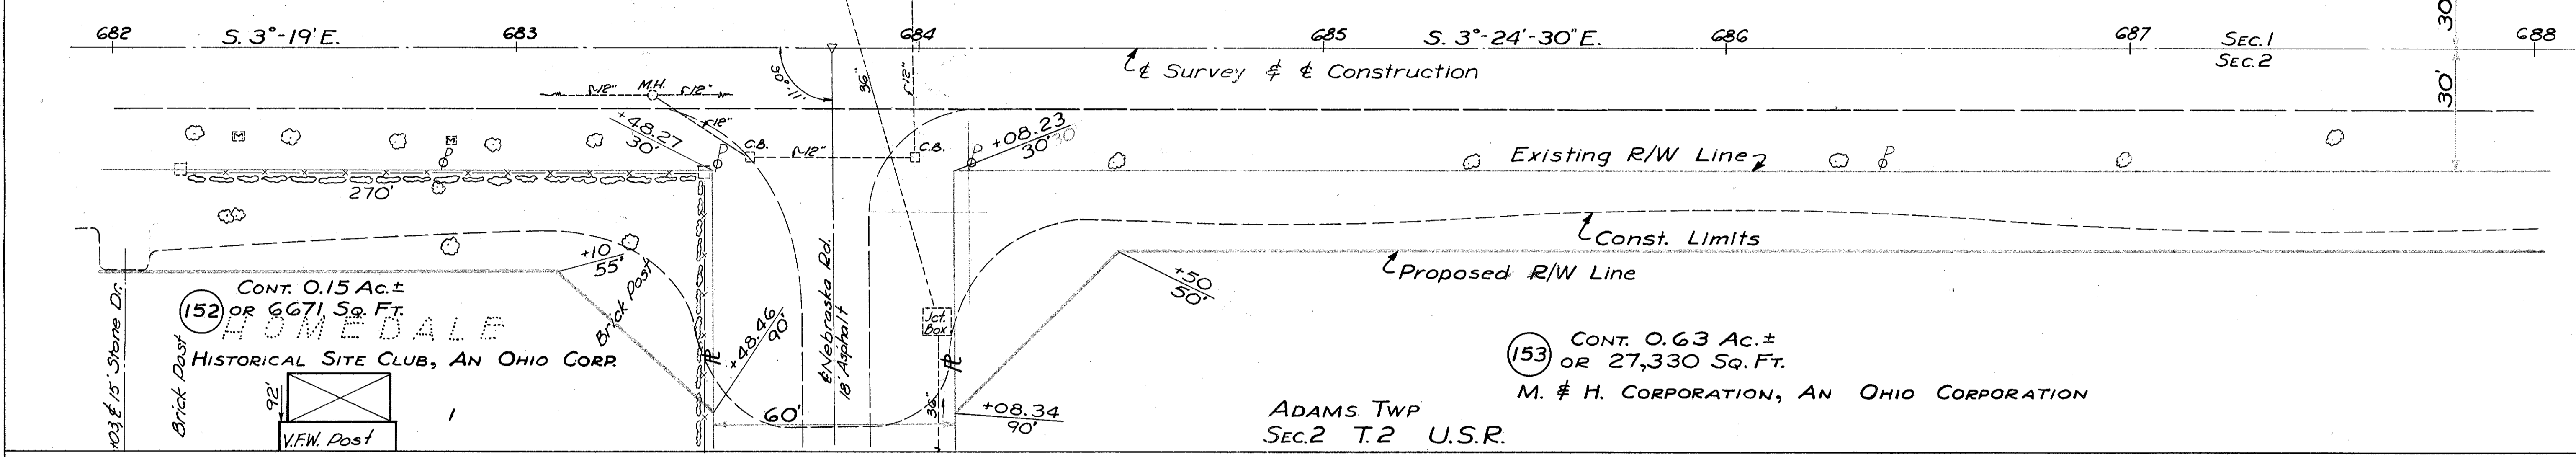 682
S. 3°-19' E.
683
684
685
S. 3°-24'-30" E.
686
687
SEC. 1
SEC. 2
688
30'
30'
℄ Survey & ℄ Construction
12"
M.H.
12"
12"
90°-11'
36"
12"
+48.27
30'
C.B.
12"
C.B.
+08.23
30'
30'
Existing R/W Line
270'
Const. Limits
Proposed R/W Line
+10
55'
Brick Post
+50
50'
152
CONT. 0.15 AC.±
OR 6671 SQ. FT.
HOMEDALE
HISTORICAL SITE CLUB, AN OHIO CORP.
+03 ℄ 15' Stone Dr.
Brick Post
92'
1
V.F.W. Post
+48.46
90'
℄ Nebraska Rd.
18' Asphalt
Jct.
Box
PL
PL
36"
60'
+08.34
90'
153
CONT. 0.63 AC.±
OR 27,330 SQ. FT.
M. & H. CORPORATION, AN OHIO CORPORATION
ADAMS TWP
SEC. 2 T. 2 U.S.R.